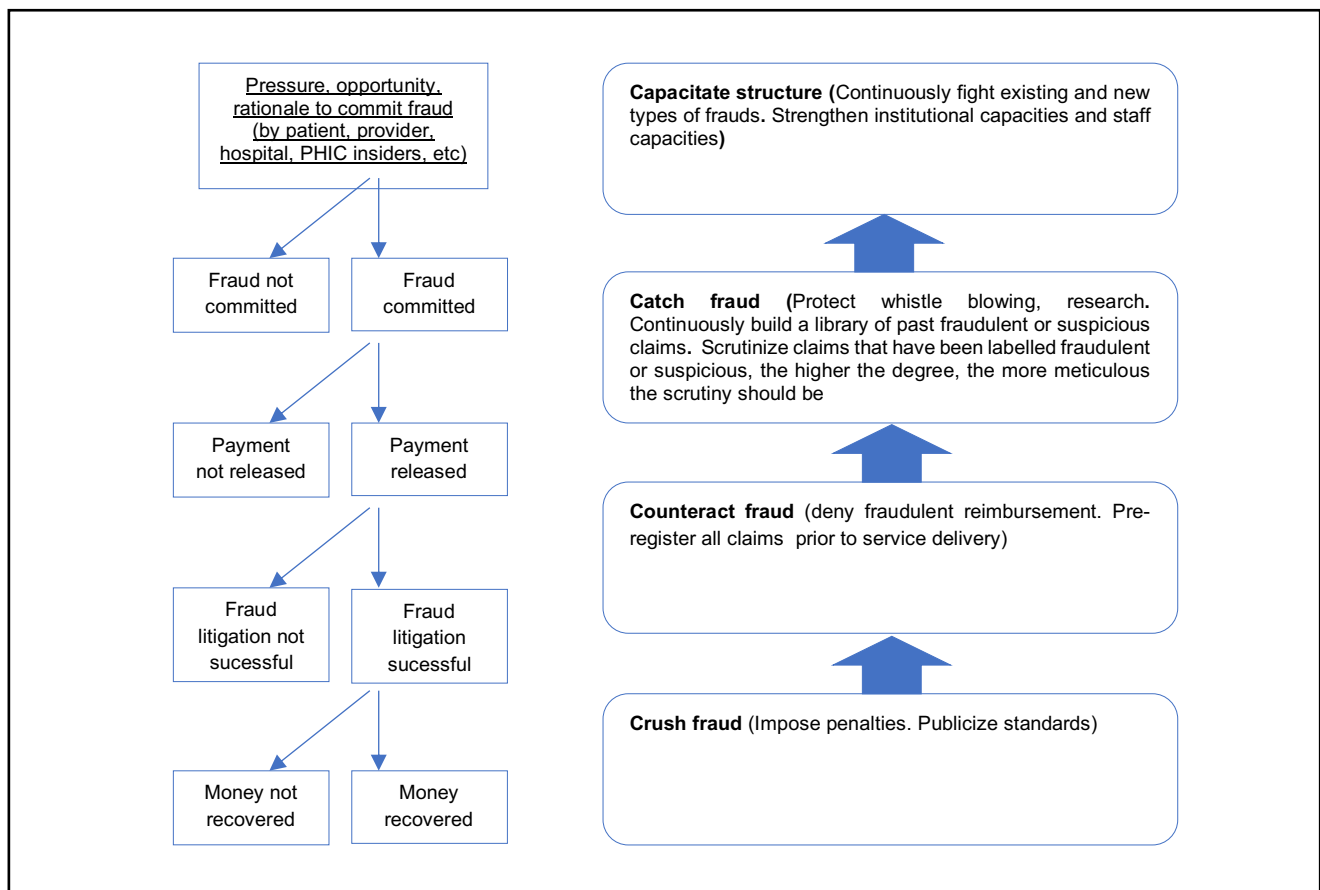 Pressure, opportunity,
rationale to commit fraud
(by patient, provider,
hospital, PHIC insiders, etc)
Fraud not
committed
Fraud
committed
Payment
not released
Payment
released
Fraud
litigation not
sucessful
Fraud
litigation
sucessful
Money not
recovered
Money
recovered
Capacitate structure (Continuously fight existing and new
types of frauds. Strengthen institutional capacities and staff
capacities)
Catch fraud (Protect whistle blowing, research.
Continuously build a library of past fraudulent or suspicious
claims. Scrutinize claims that have been labelled fraudulent
or suspicious, the higher the degree, the more meticulous
the scrutiny should be
Counteract fraud (deny fraudulent reimbursement. Pre-
register all claims prior to service delivery)
Crush fraud (Impose penalties. Publicize standards)